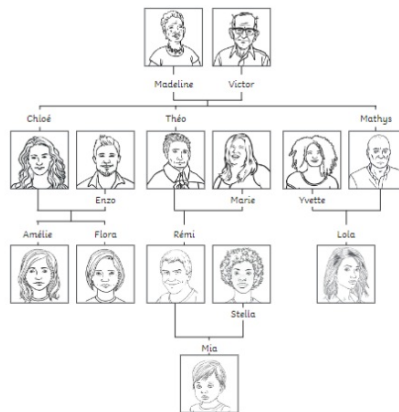 Madeline Victor
Chloé Théo Mathys
Enzo Marie Yvette
Amélie Flora Rémi Lola
Stella
Mia